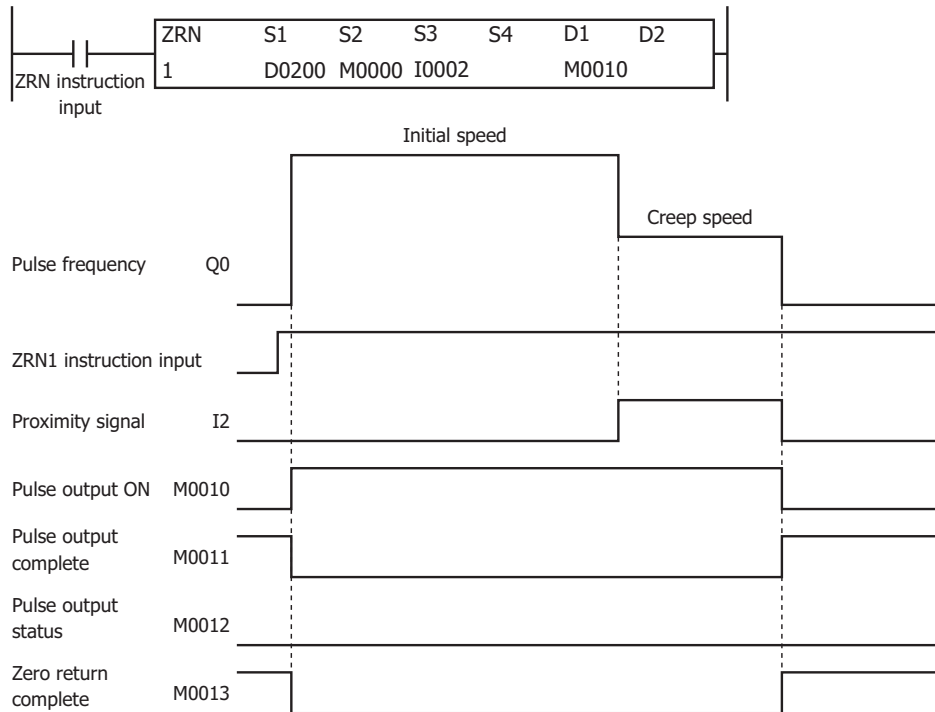 ZRN S1 S2 S3 S4 D1 D2
1 D0200 M0000 I0002 M0010
ZRN instruction
input
Initial speed
Creep speed
Pulse frequency Q0
ZRN1 instruction input
Proximity signal I2
Pulse output ON M0010
Pulse output
complete M0011
Pulse output
status M0012
Zero return
complete M0013